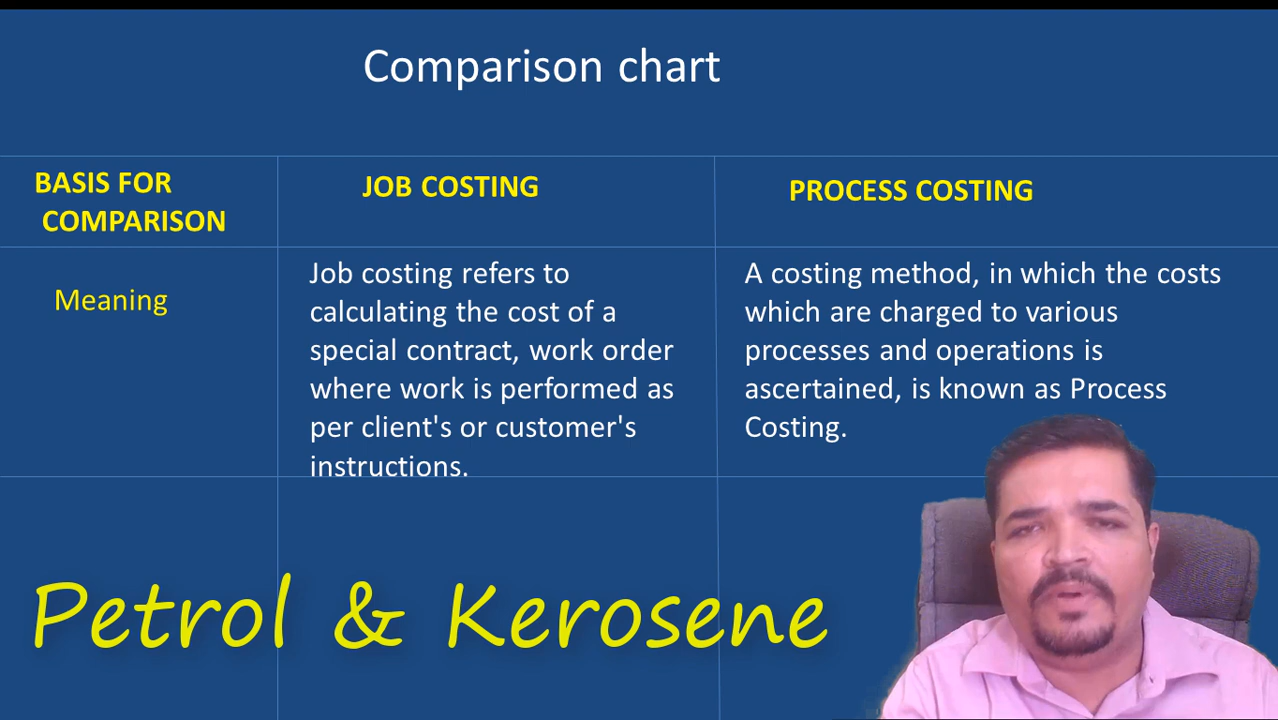 Comparison chart
BASIS FOR
COMPARISON
JOB COSTING
PROCESS COSTING
Meaning
Job costing refers to
calculating the cost of a
special contract, work order
where work is performed as
per client's or customer's
instructions.
A costing method, in which the costs
which are charged to various
processes and operations is
ascertained, is known as Process
Costing.
Petrol & Kerosene